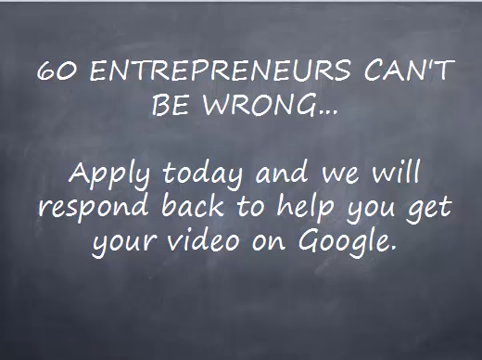 60 ENTREPRENEURS CAN'T
BE WRONG...
Apply today and we will
respond back to help you get
your video on Google.